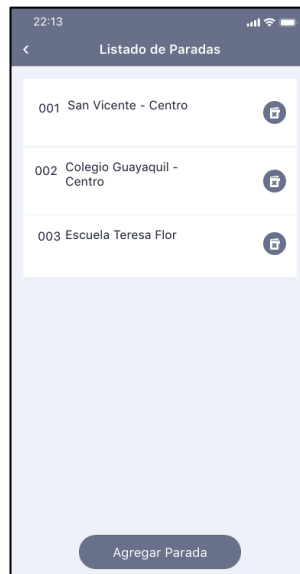 22:13
Listado de Paradas
001 San Vicente - Centro
002 Colegio Guayaquil -
Centro
003 Escuela Teresa Flor
Agregar Parada